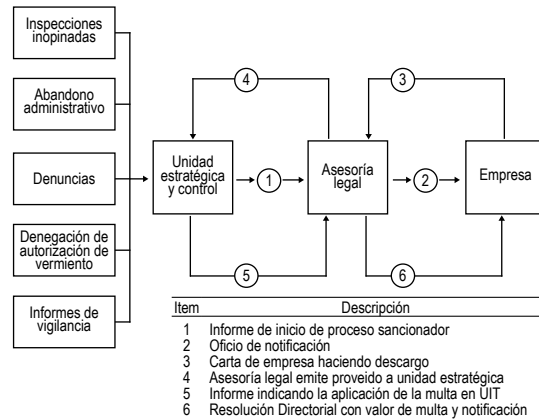 Inspecciones
inopinadas
Abandono
administrativo
Denuncias
Denegación de
autorización de
vermiento
Informes de
vigilancia
4
3
Unidad
estratégica
y control
1
Asesoría
legal
2
Empresa
5
6
Item Descripción
1 Informe de inicio de proceso sancionador
2 Oficio de notificación
3 Carta de empresa haciendo descargo
4 Asesoría legal emite proveido a unidad estratégica
5 Informe indicando la aplicación de la multa en UIT
6 Resolución Directorial con valor de multa y notificación